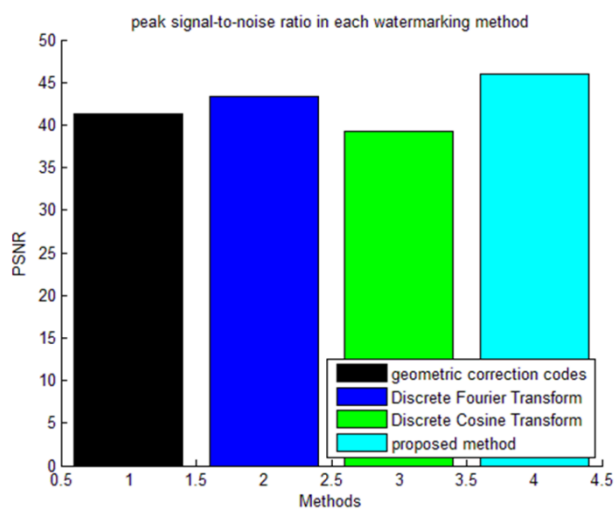 peak signal-to-noise ratio in each watermarking method
50
45
40
35
30
25
20
15
10
5
0
PSNR
geometric correction codes
Discrete Fourier Transform
Discrete Cosine Transform
proposed method
0.5 1 1.5 2 2.5 3 3.5 4 4.5
Methods